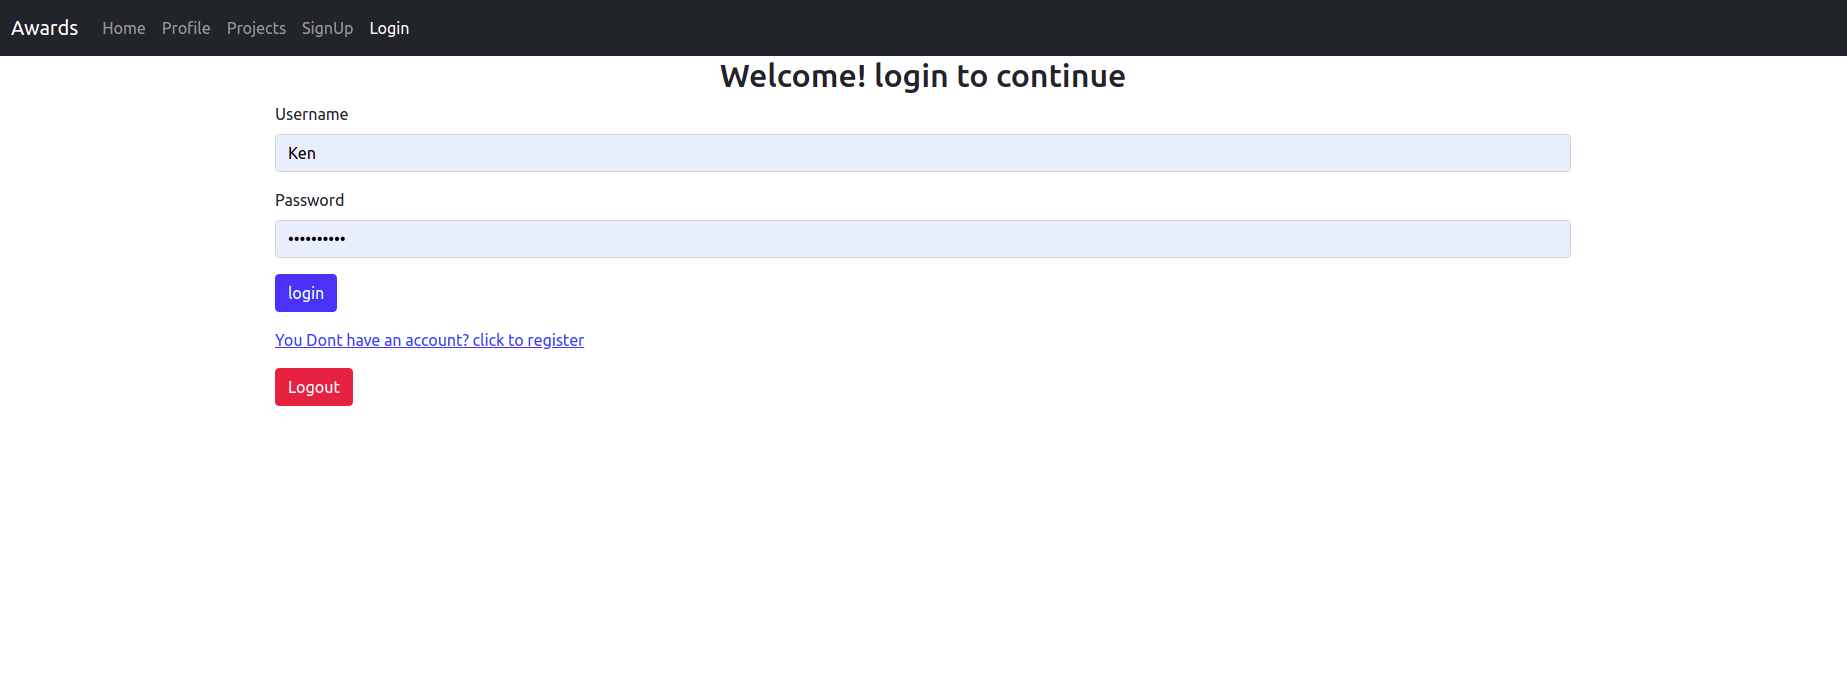 Awards Home Profile Projects SignUp Login
Welcome! login to continue
Username
Ken
Password
••••••••••
login
You Dont have an account? click to register
Logout